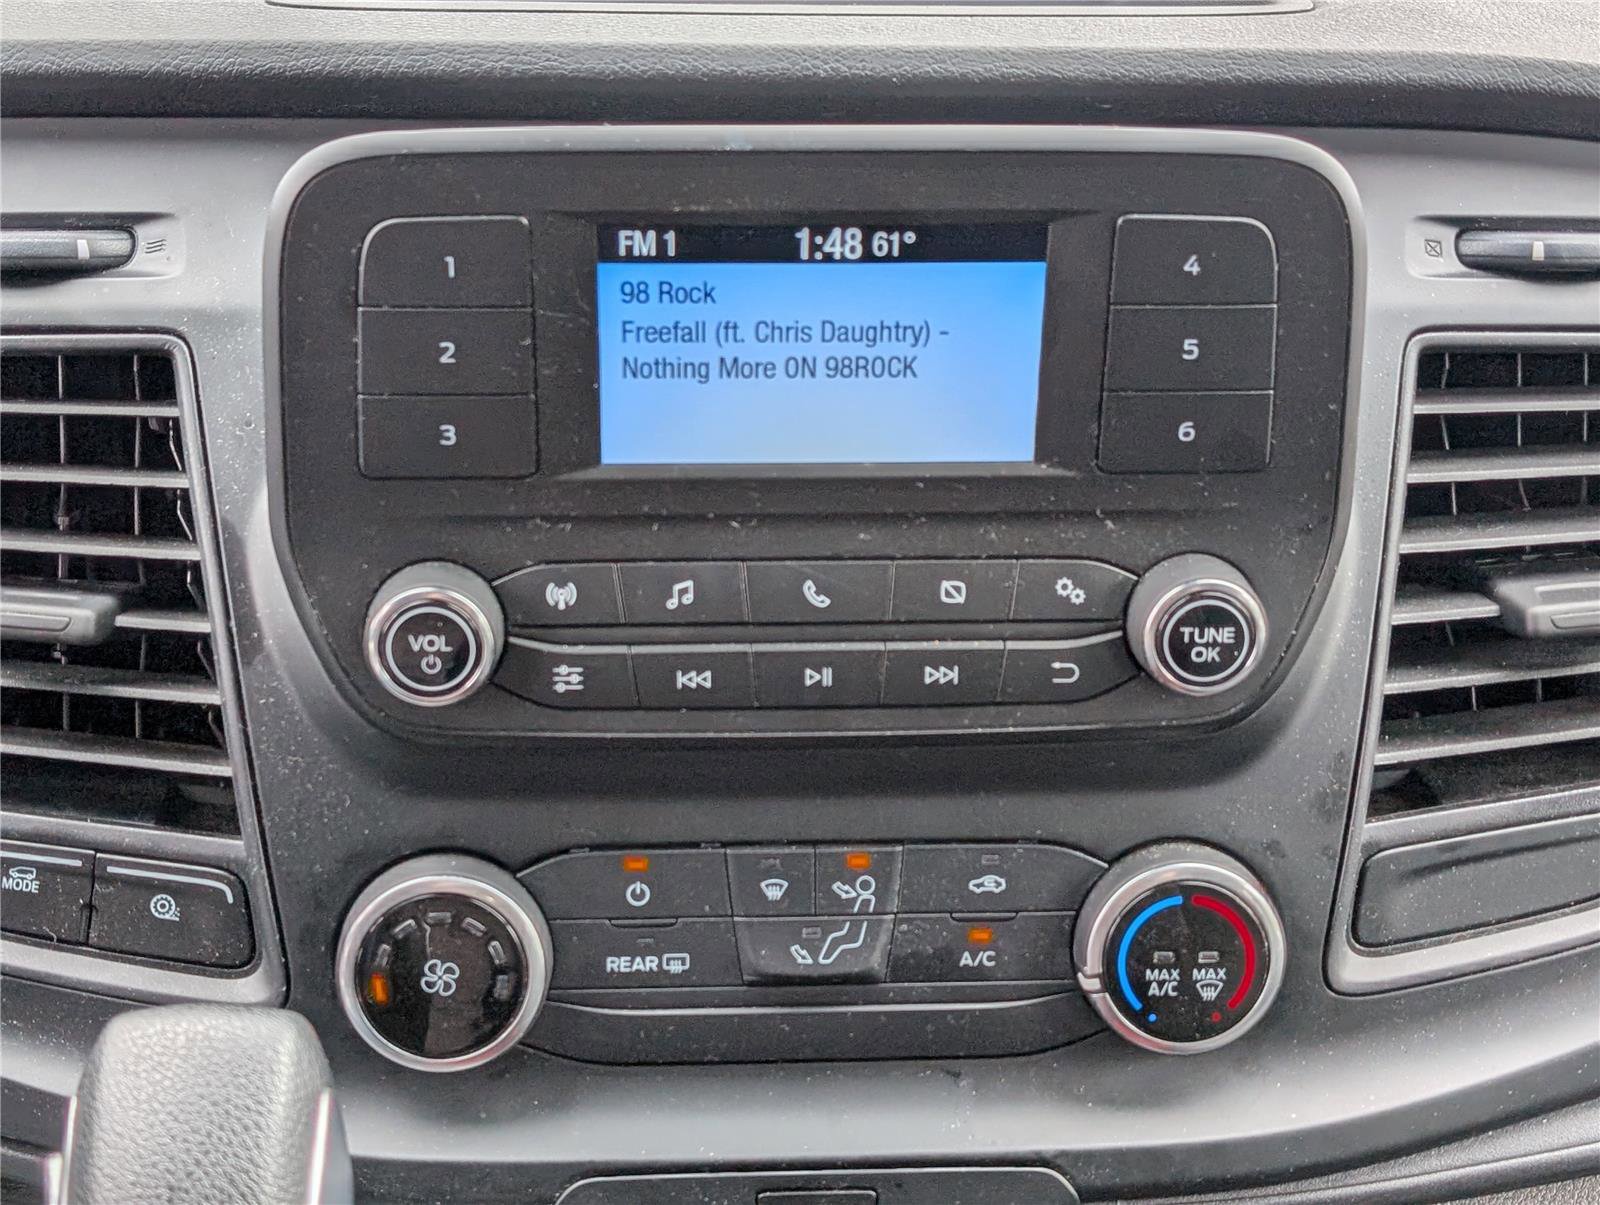 FM 1 1:48 61°
98 Rock
Freefall (ft. Chris Daughtry) -
Nothing More ON 98ROCK
1
2
3
4
5
6
VOL
TUNE
OK
MODE
REAR
A/C
MAX
A/C
MAX